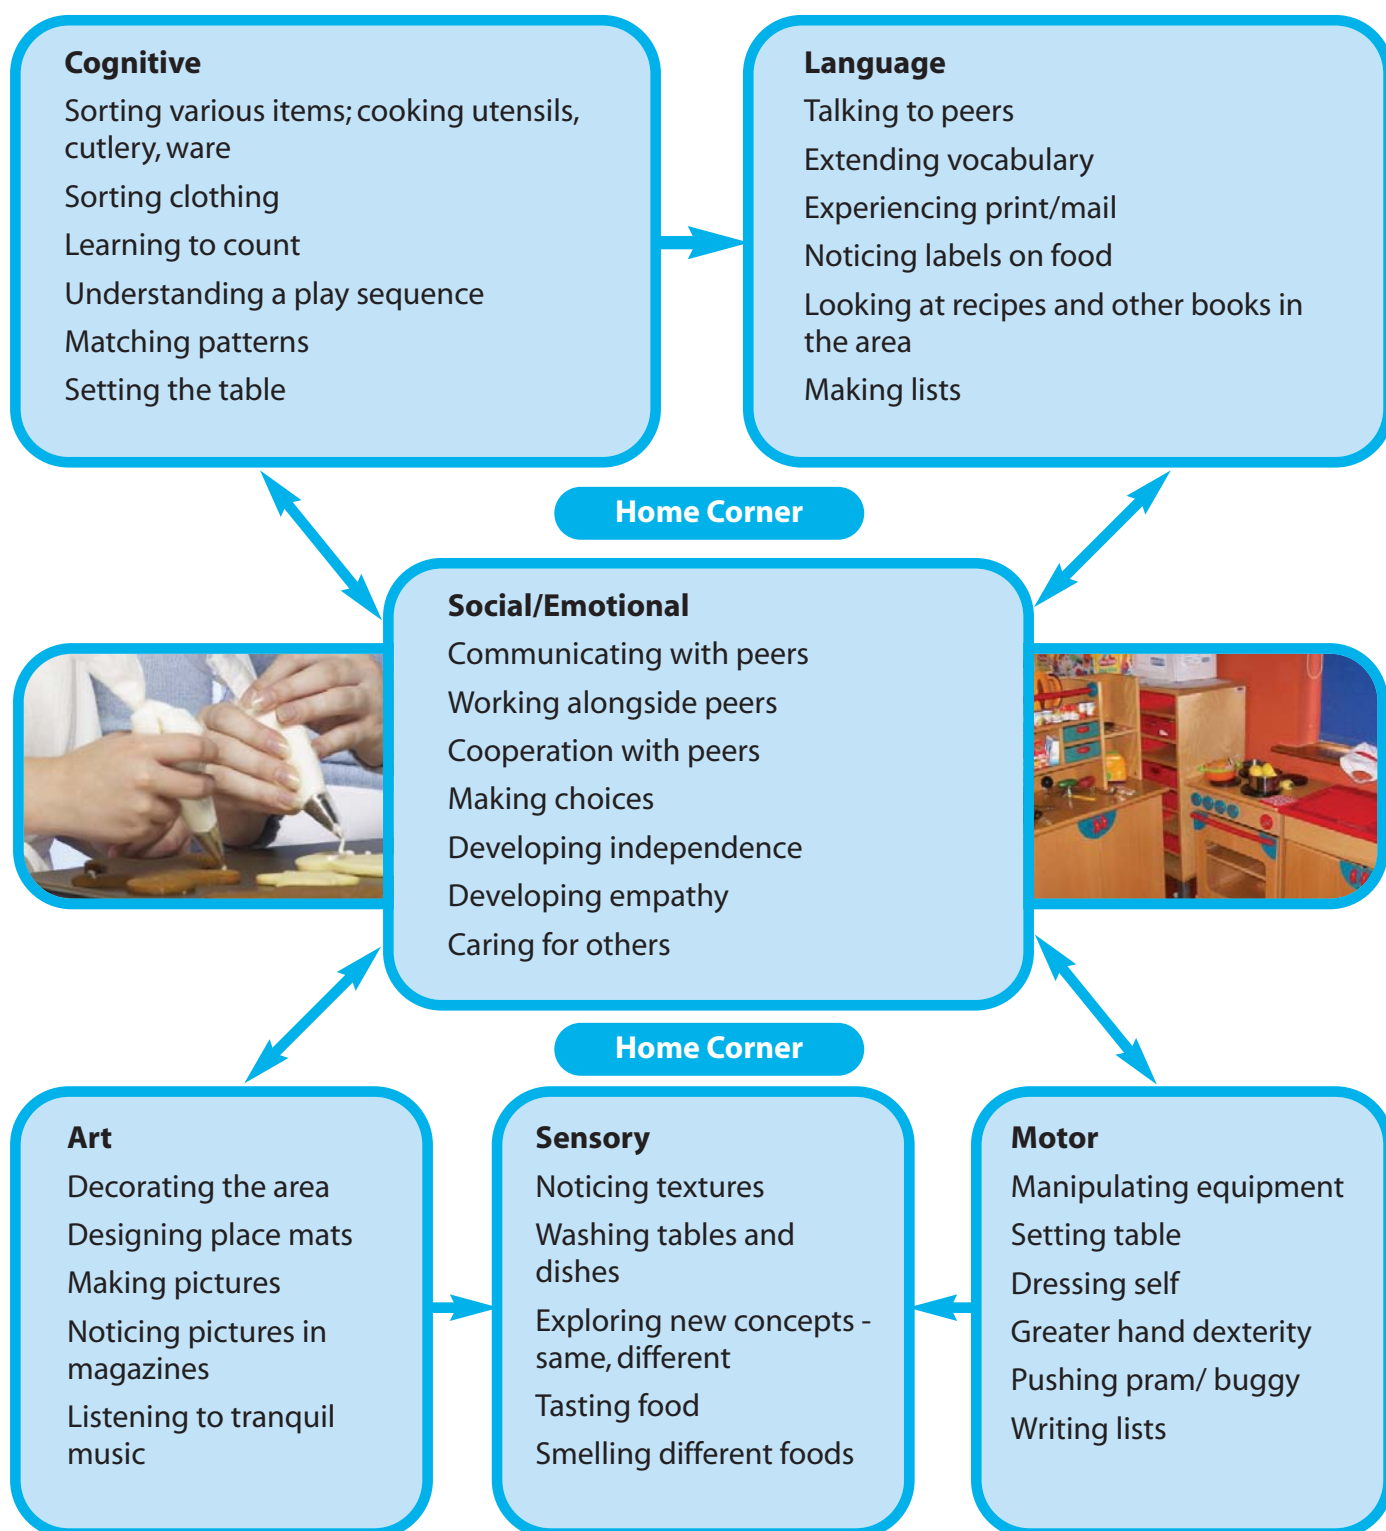 Cognitive
Sorting various items; cooking utensils,
cutlery, ware
Sorting clothing
Learning to count
Understanding a play sequence
Matching patterns
Setting the table
Language
Talking to peers
Extending vocabulary
Experiencing print/mail
Noticing labels on food
Looking at recipes and other books in
the area
Making lists
Home Corner
Social/Emotional
Communicating with peers
Working alongside peers
Cooperation with peers
Making choices
Developing independence
Developing empathy
Caring for others
Home Corner
Art
Decorating the area
Designing place mats
Making pictures
Noticing pictures in
magazines
Listening to tranquil
music
Sensory
Noticing textures
Washing tables and
dishes
Exploring new concepts -
same, different
Tasting food
Smelling different foods
Motor
Manipulating equipment
Setting table
Dressing self
Greater hand dexterity
Pushing pram/ buggy
Writing lists